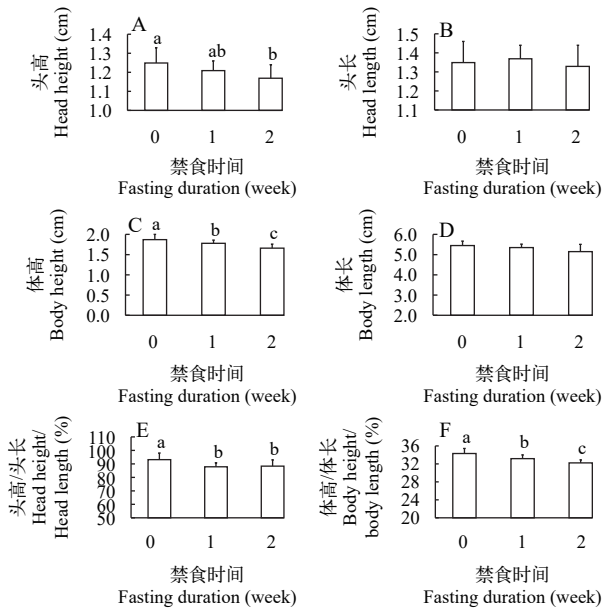 A
头高
Head height (cm)
1.4
1.3
1.2
1.1
1.0
a
ab
b
0 1 2
禁食时间
Fasting duration (week)
B
头长
Head length (cm)
1.5
1.4
1.3
1.2
1.1
0 1 2
禁食时间
Fasting duration (week)
C
体高
Body height (cm)
2.0
1.5
1.0
0.5
0.0
a
b
c
0 1 2
禁食时间
Fasting duration (week)
D
体长
Body length (cm)
6.0
5.0
4.0
3.0
2.0
0 1 2
禁食时间
Fasting duration (week)
E
头高/头长
Head height/
Head length (%)
110
100
90
80
70
60
50
a
b
b
0 1 2
禁食时间
Fasting duration (week)
F
体高/体长
Body height/
body length (%)
36
32
28
24
20
a
b
c
0 1 2
禁食时间
Fasting duration (week)